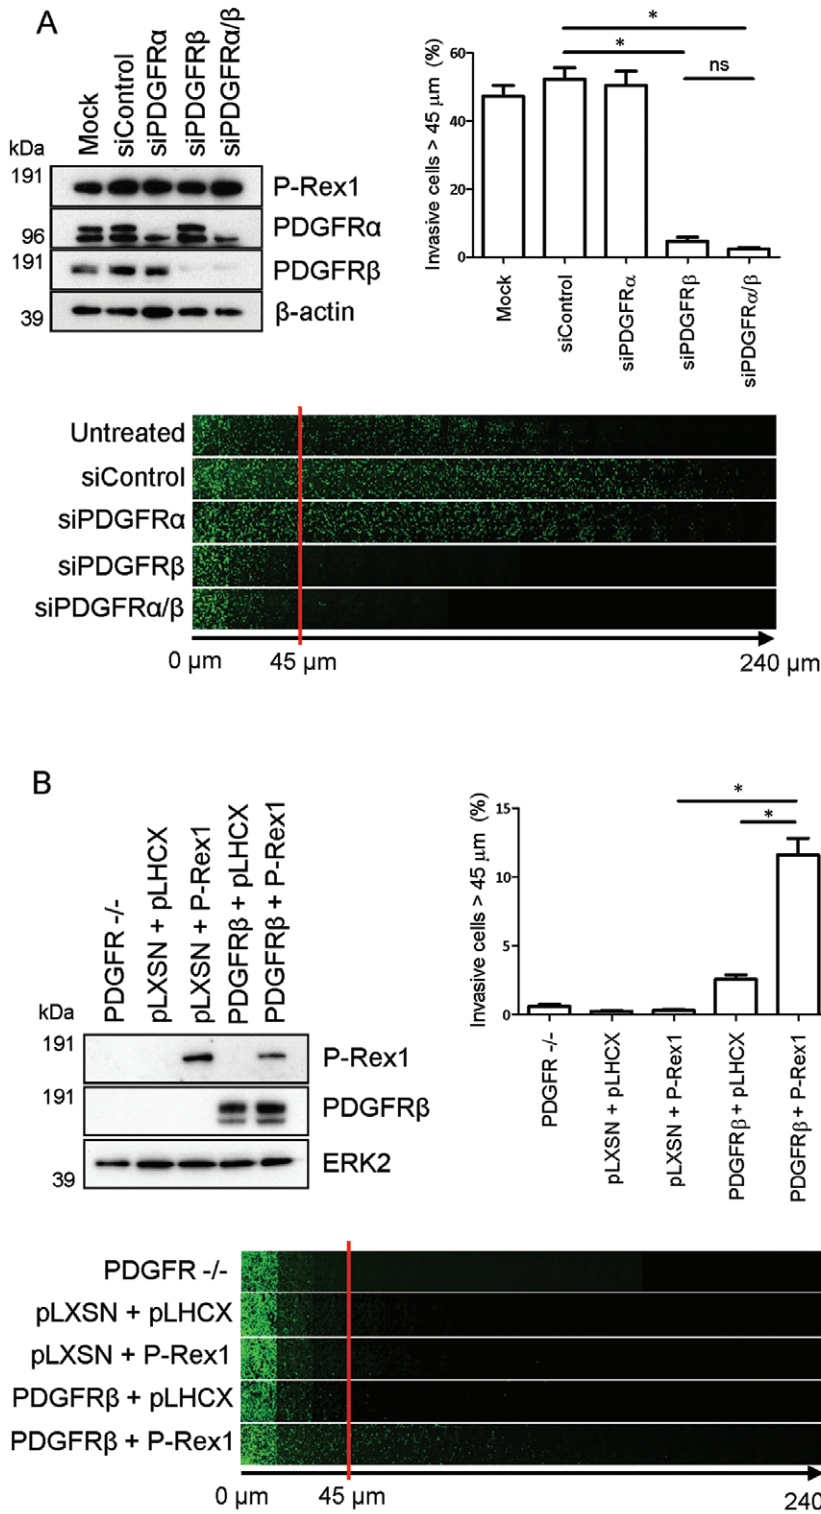 A
Mock
siControl
siPDGFRα
siPDGFRβ
siPDGFRα/β
kDa
191
P-Rex1
96
PDGFRα
191
PDGFRβ
39
β-actin
Invasive cells > 45 μm (%)
60
40
20
0
*
*
ns
Mock
siControl
siPDGFRα
siPDGFRβ
siPDGFRα/β
Untreated
siControl
siPDGFRα
siPDGFRβ
siPDGFRα/β
0 μm
45 μm
240 μm
B
PDGFR -/-
pLXSN + pLHCX
pLXSN + P-Rex1
PDGFRβ + pLHCX
PDGFRβ + P-Rex1
kDa
191
P-Rex1
191
PDGFRβ
39
ERK2
Invasive cells > 45 μm (%)
15
10
5
0
*
*
PDGFR -/-
pLXSN + pLHCX
pLXSN + P-Rex1
PDGFRβ + pLHCX
PDGFRβ + P-Rex1
PDGFR -/-
pLXSN + pLHCX
pLXSN + P-Rex1
PDGFRβ + pLHCX
PDGFRβ + P-Rex1
0 μm
45 μm
240